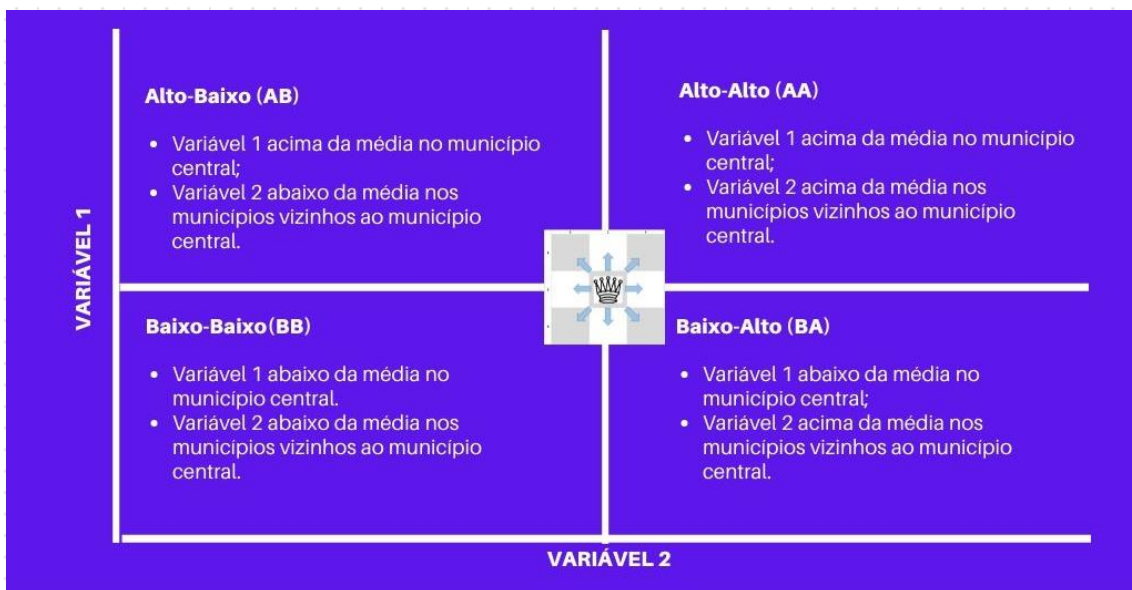 Alto-Baixo (AB)
• Variável 1 acima da média no município
central;
• Variável 2 abaixo da média nos
municípios vizinhos ao município
central.
Alto-Alto (AA)
• Variável 1 acima da média no município
central;
• Variável 2 acima da média nos
municípios vizinhos ao município
central.
VARIÁVEL 1
Baixo-Baixo(BB)
• Variável 1 abaixo da média no
município central.
• Variável 2 abaixo da média nos
municípios vizinhos ao município
central.
Baixo-Alto (BA)
• Variável 1 abaixo da média no
município central;
• Variável 2 acima da média nos
municípios vizinhos ao município
central.
VARIÁVEL 2